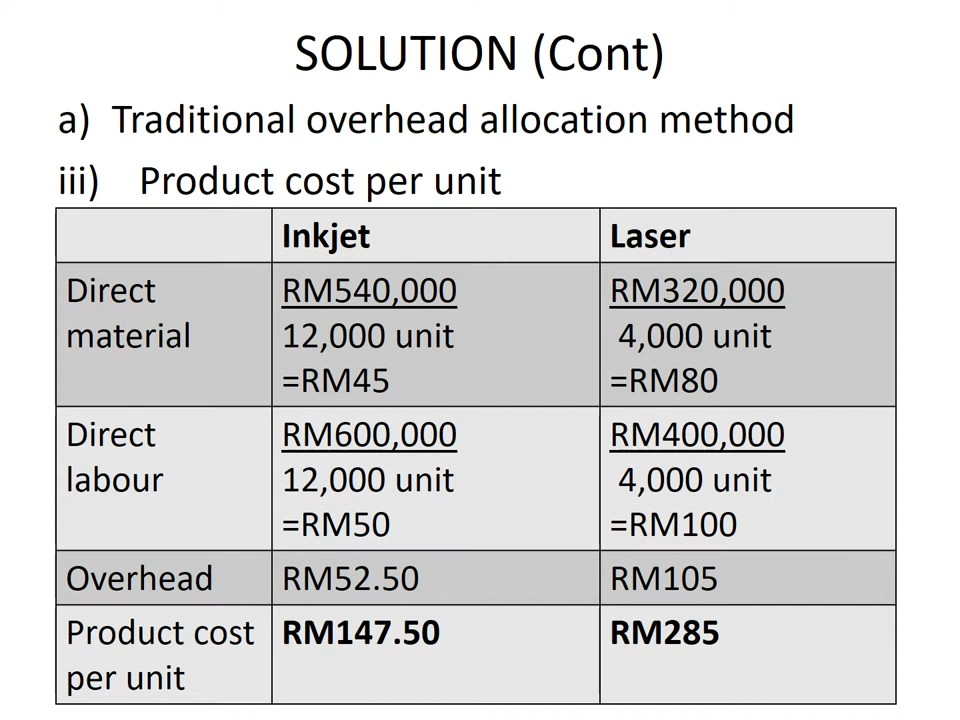 SOLUTION (Cont)
a) Traditional overhead allocation method
iii) Product cost per unit
Inkjet Laser
Direct material RM540,000 12,000 unit =RM45 RM320,000 4,000 unit =RM80
Direct labour RM600,000 12,000 unit =RM50 RM400,000 4,000 unit =RM100
Overhead RM52.50 RM105
Product cost per unit RM147.50 RM285